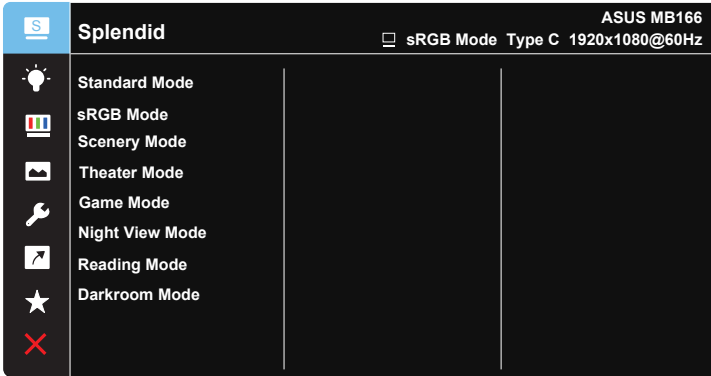 S
Splendid
ASUS MB166
sRGB Mode Type C 1920x1080@60Hz
Standard Mode
sRGB Mode
Scenery Mode
Theater Mode
Game Mode
Night View Mode
Reading Mode
Darkroom Mode